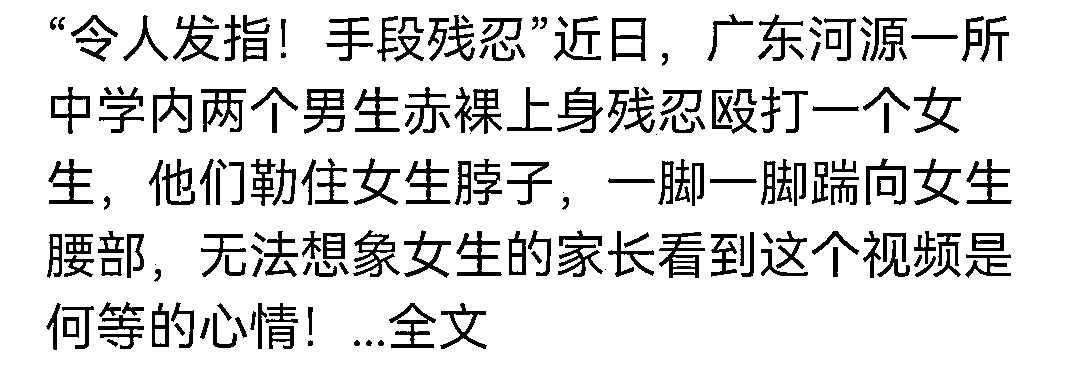 “令人发指！手段残忍”近日，广东河源一所
中学内两个男生赤裸上身残忍殴打一个女
生，他们勒住女生脖子，一脚一脚踹向女生
腰部，无法想象女生的家长看到这个视频是
何等的心情！...全文